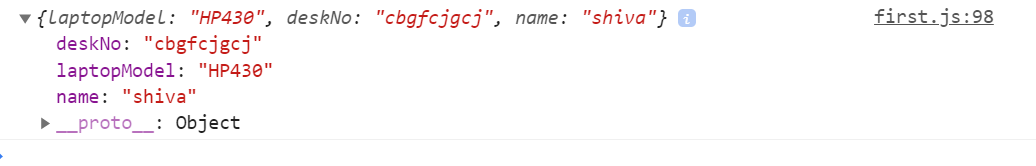 {laptopModel: "HP430", deskNo: "cbgfcjgcj", name: "shiva"} i first.js:98
deskNo: "cbgfcjgcj"
laptopModel: "HP430"
name: "shiva"
__proto__: Object